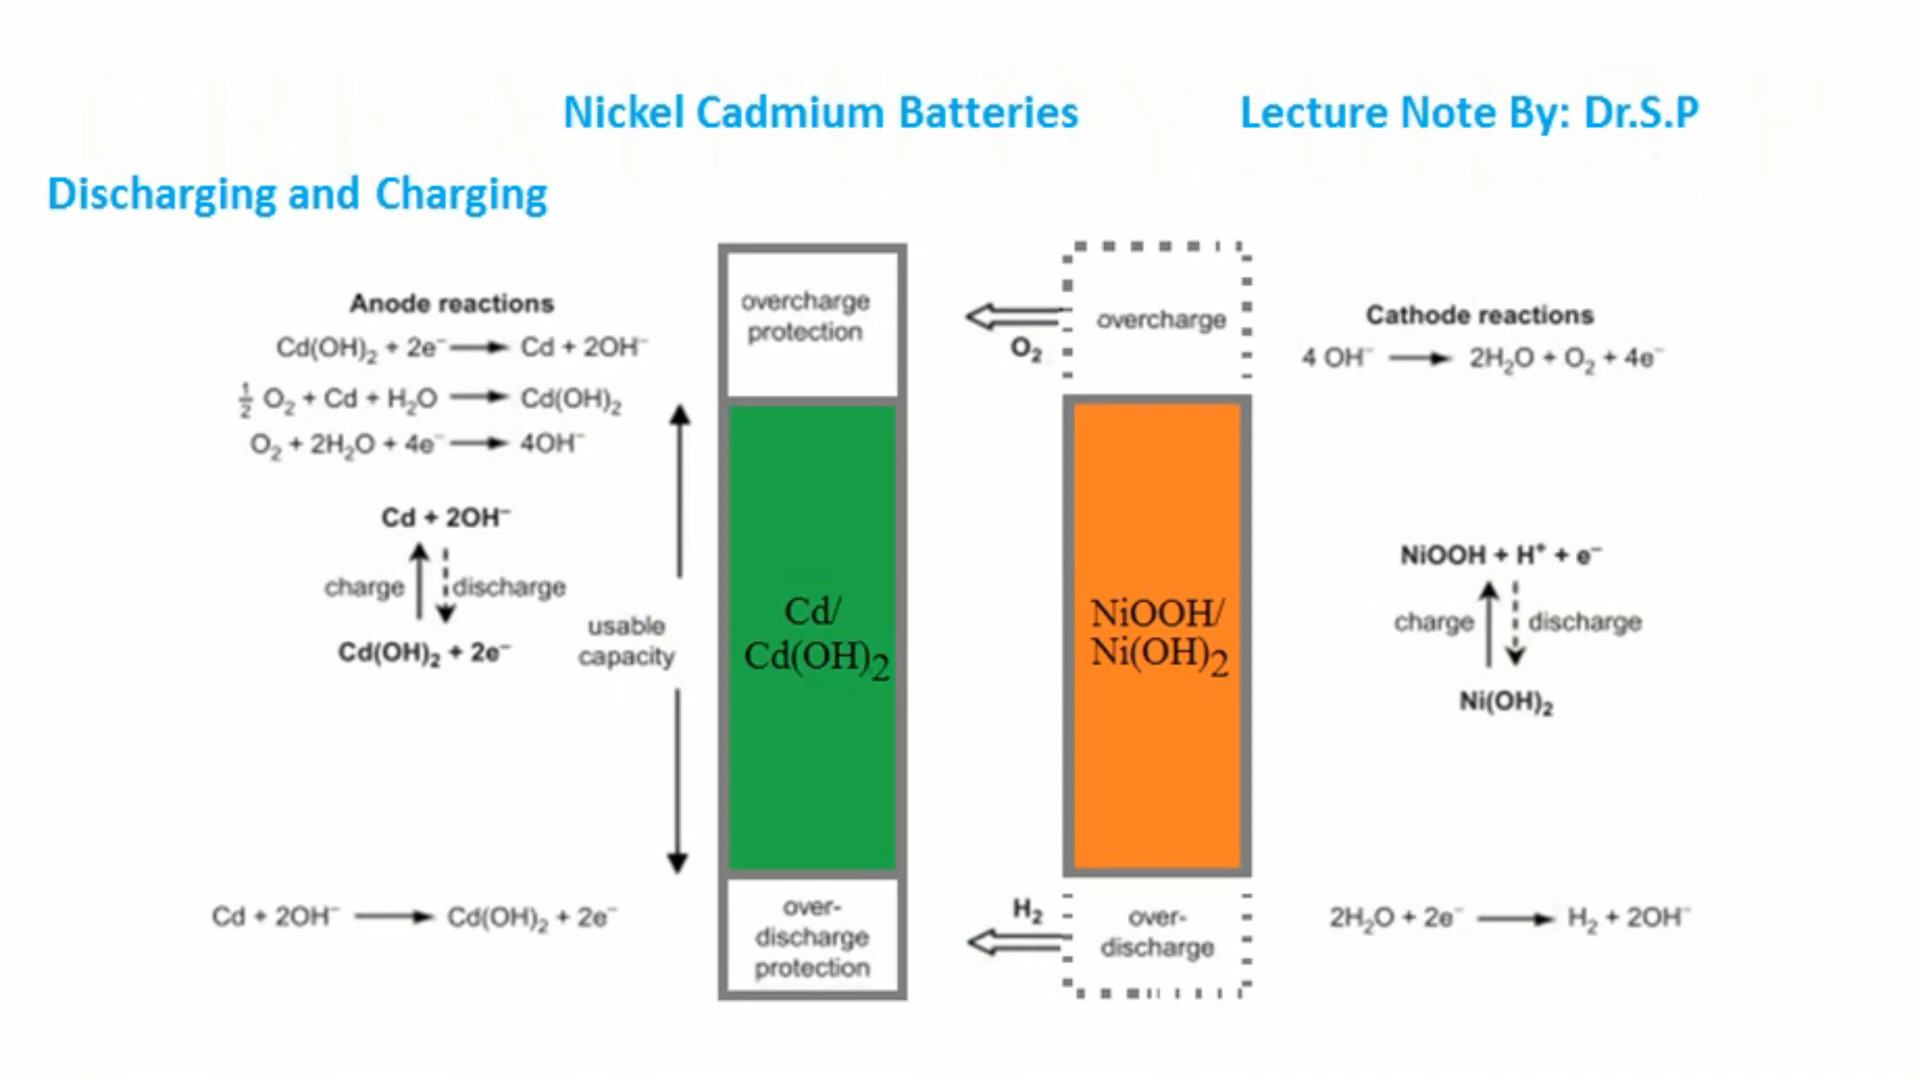 Nickel Cadmium Batteries
Lecture Note By: Dr.S.P
Discharging and Charging
Anode reactions
Cd(OH)₂ + 2e⁻ → Cd + 2OH⁻
½ O₂ + Cd + H₂O → Cd(OH)₂
O₂ + 2H₂O + 4e⁻ → 4OH⁻
Cd + 2OH⁻
charge
discharge
Cd(OH)₂ + 2e⁻
Cd + 2OH⁻ → Cd(OH)₂ + 2e⁻
usable
capacity
overcharge
protection
Cd/
Cd(OH)₂
over-
discharge
protection
O₂
H₂
overcharge
NiOOH/
Ni(OH)₂
over-
discharge
Cathode reactions
4 OH⁻ → 2H₂O + O₂ + 4e⁻
NiOOH + H⁺ + e⁻
charge
discharge
Ni(OH)₂
2H₂O + 2e⁻ → H₂ + 2OH⁻